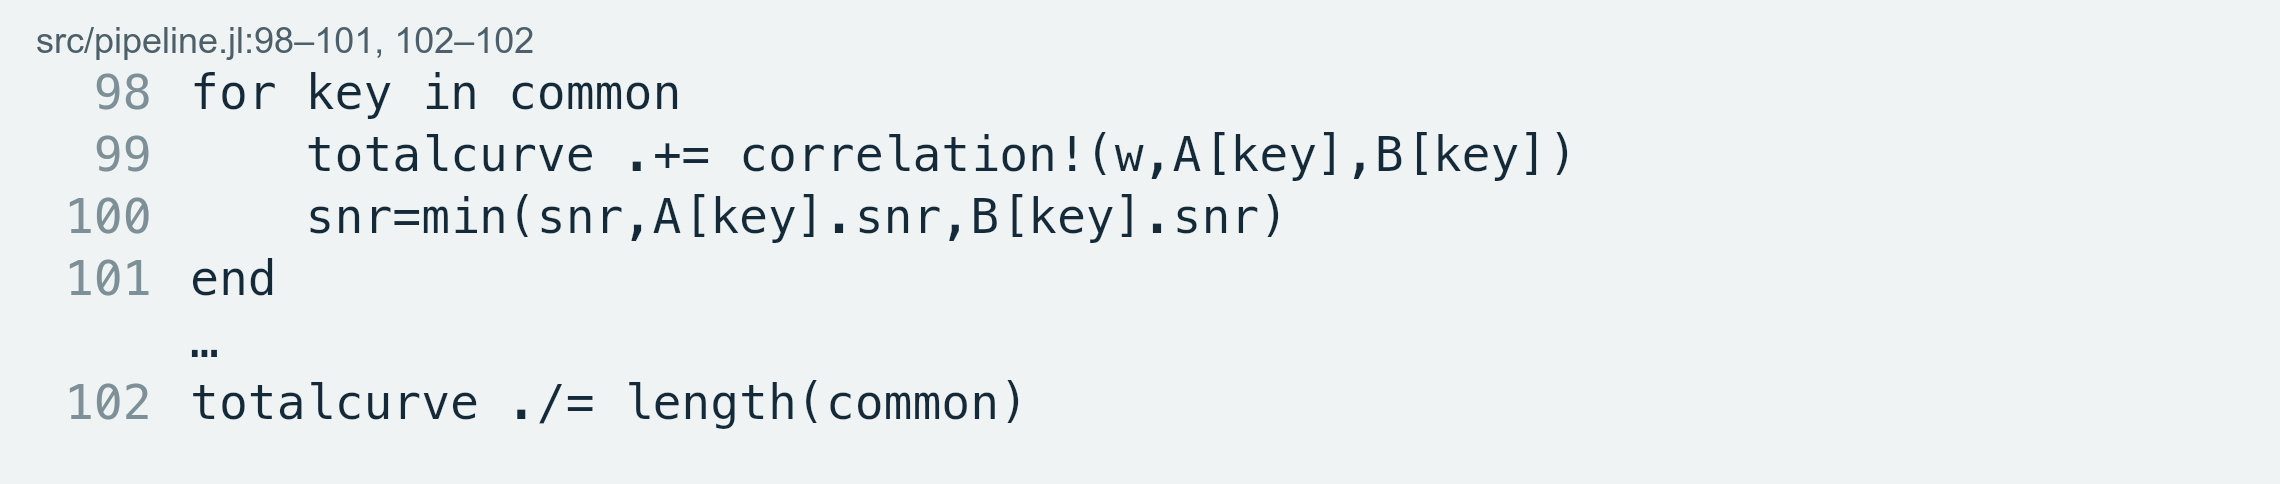 src/pipeline.jl:98–101, 102–102
98 for key in common
99     totalcurve .+= correlation!(w,A[key],B[key])
100     snr=min(snr,A[key].snr,B[key].snr)
101 end
…
102 totalcurve ./= length(common)